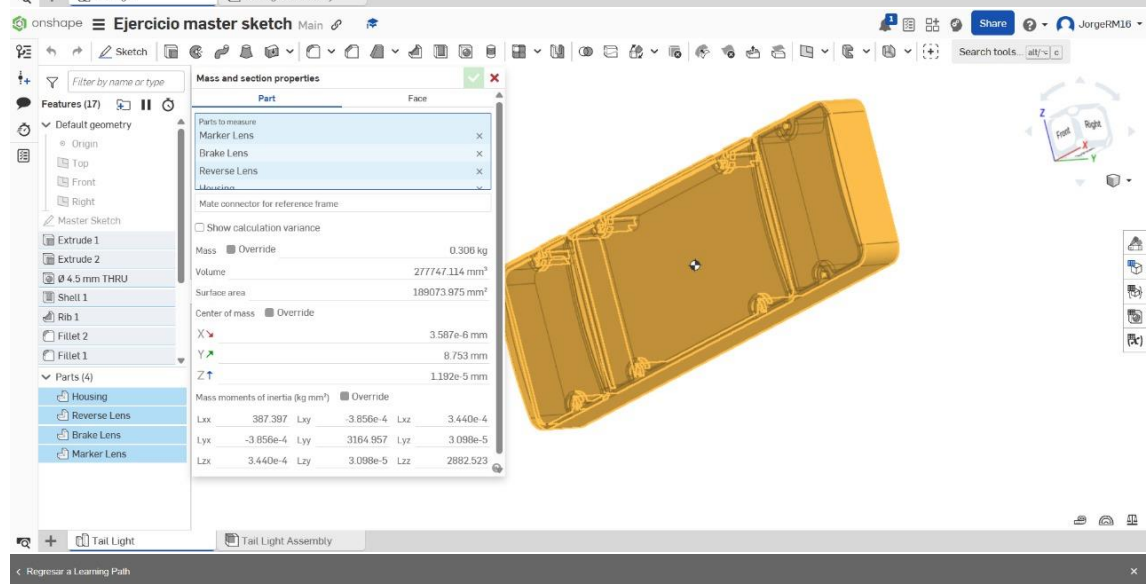 onshape Ejercicio master sketch Main Share JorgeRM16
1
Sketch Search tools... alt/⌥ c
Filter by name or type
Features (17)
Default geometry
Origin
Top
Front
Right
Master Sketch
Extrude 1
Extrude 2
Ø 4.5 mm THRU
Shell 1
Rib 1
Fillet 2
Fillet 1
Parts (4)
Housing
Reverse Lens
Brake Lens
Marker Lens
Mass and section properties
Part Face
Parts to measure
Marker Lens
Brake Lens
Reverse Lens
Housing
Mate connector for reference frame
Show calculation variance
Mass Override 0.306 kg
Volume 277747.114 mm³
Surface area 189073.975 mm²
Center of mass Override
X 3.587e-6 mm
Y 8.753 mm
Z 1.192e-5 mm
Mass moments of inertia (kg mm²) Override
Lxx 387.397 Lxy -3.856e-4 Lxz 3.440e-4
Lyx -3.856e-4 Lyy 3164.957 Lyz 3.098e-5
Lzx 3.440e-4 Lzy 3.098e-5 Lzz 2882.523
Z
Front Right
X
Y
(x)
Tail Light Tail Light Assembly
Regresar a Learning Path